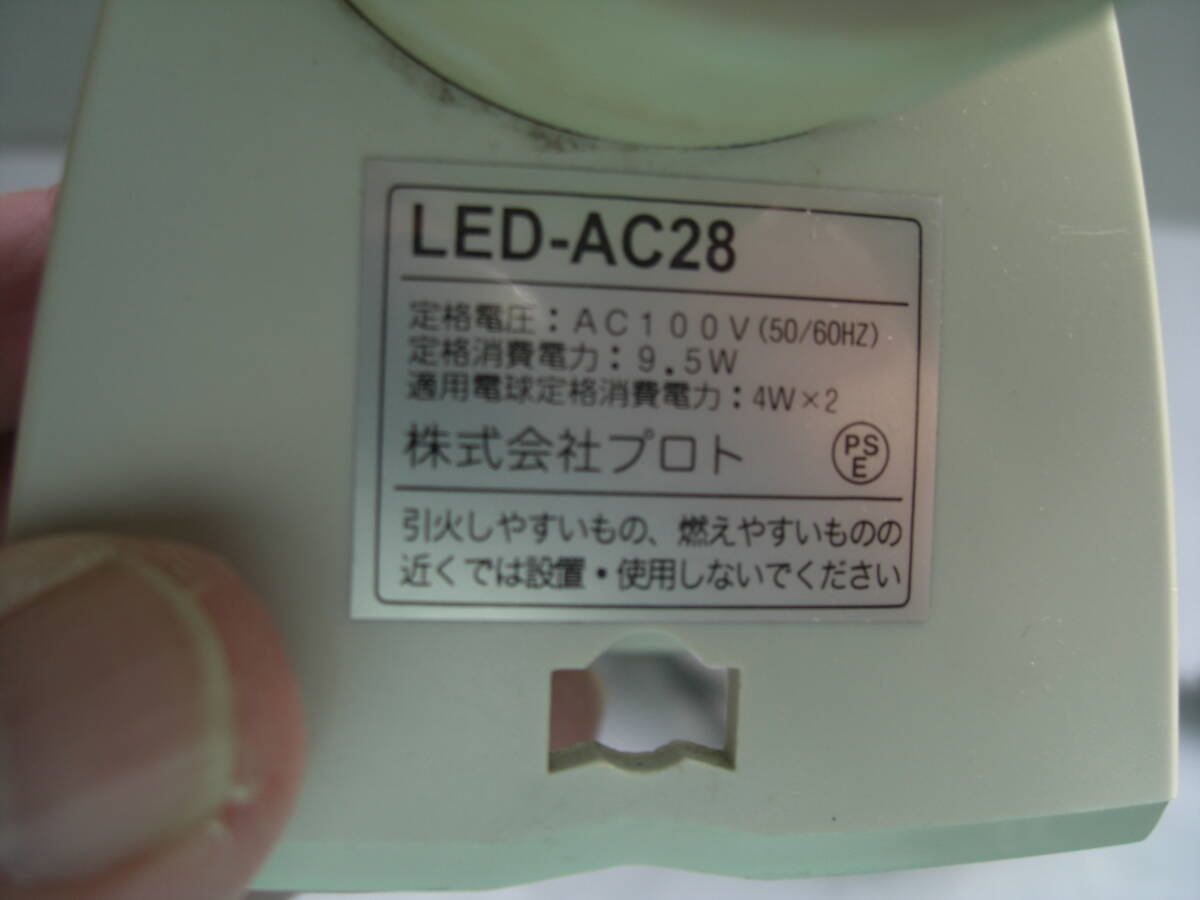 LED-AC28
定格電圧：AC100V(50/60HZ)
定格消費電力：9.5W
適用電球定格消費電力：4W×2
株式会社プロト
PSE
引火しやすいもの、燃えやすいものの
近くでは設置・使用しないでください